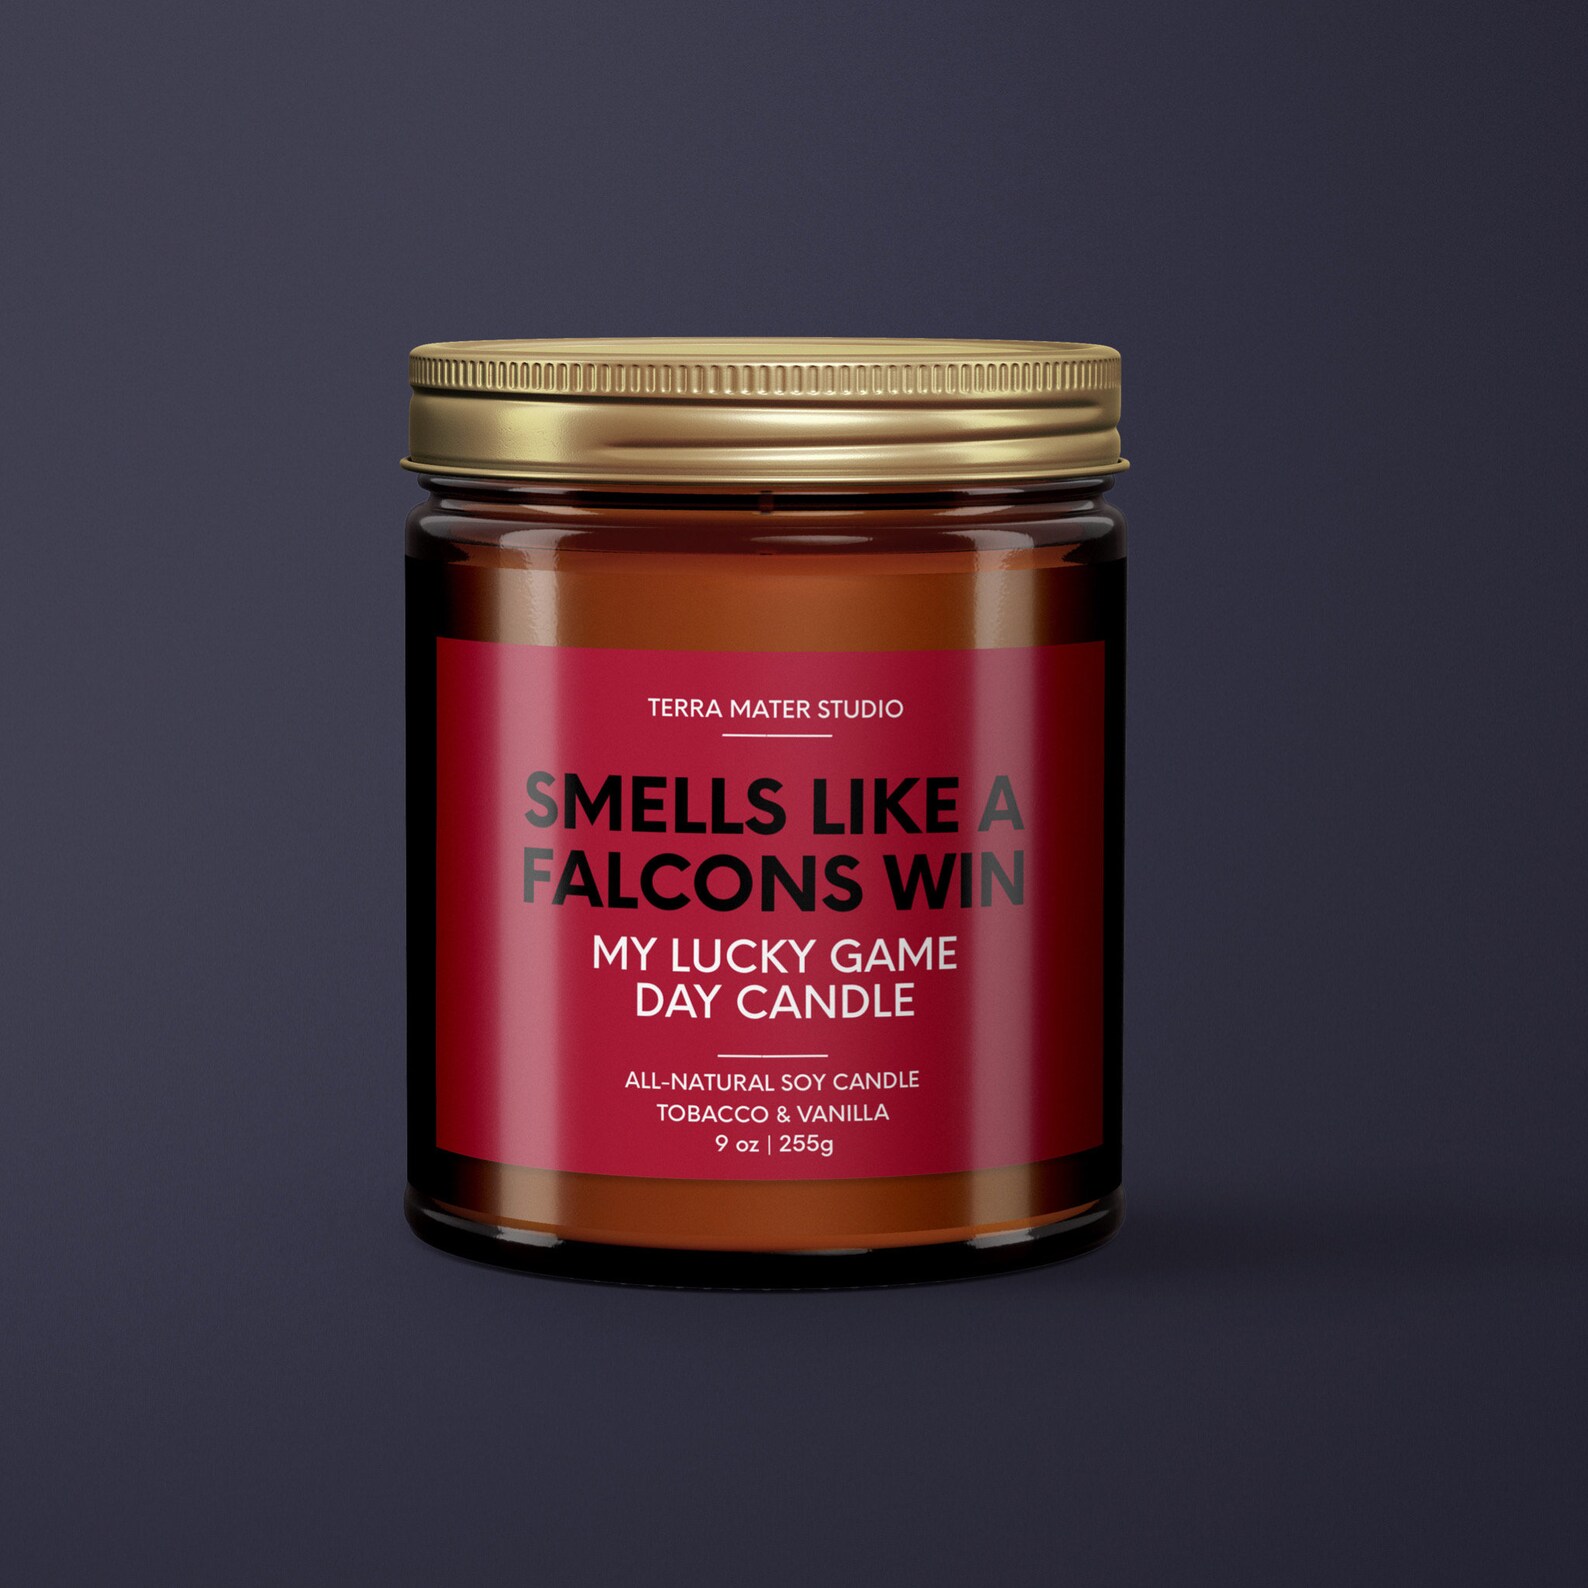 TERRA MATER STUDIO
SMELLS LIKE A
FALCONS WIN
MY LUCKY GAME
DAY CANDLE
ALL-NATURAL SOY CANDLE
TOBACCO & VANILLA
9 oz | 255g